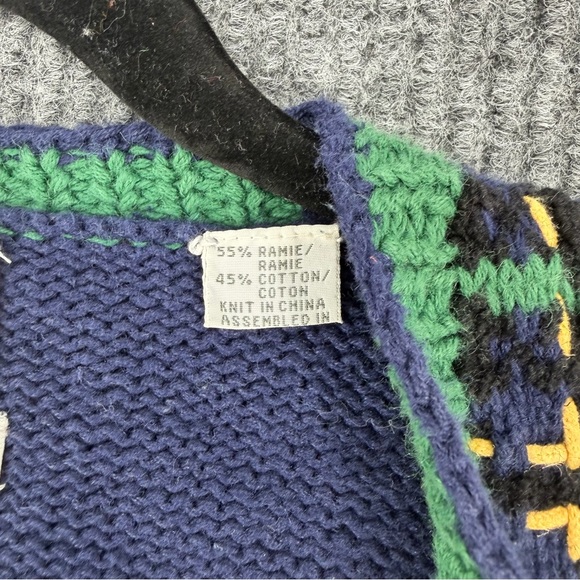 55% RAMIE/
RAMIE
45% COTTON/
COTON
KNIT IN CHINA
ASSEMBLED IN